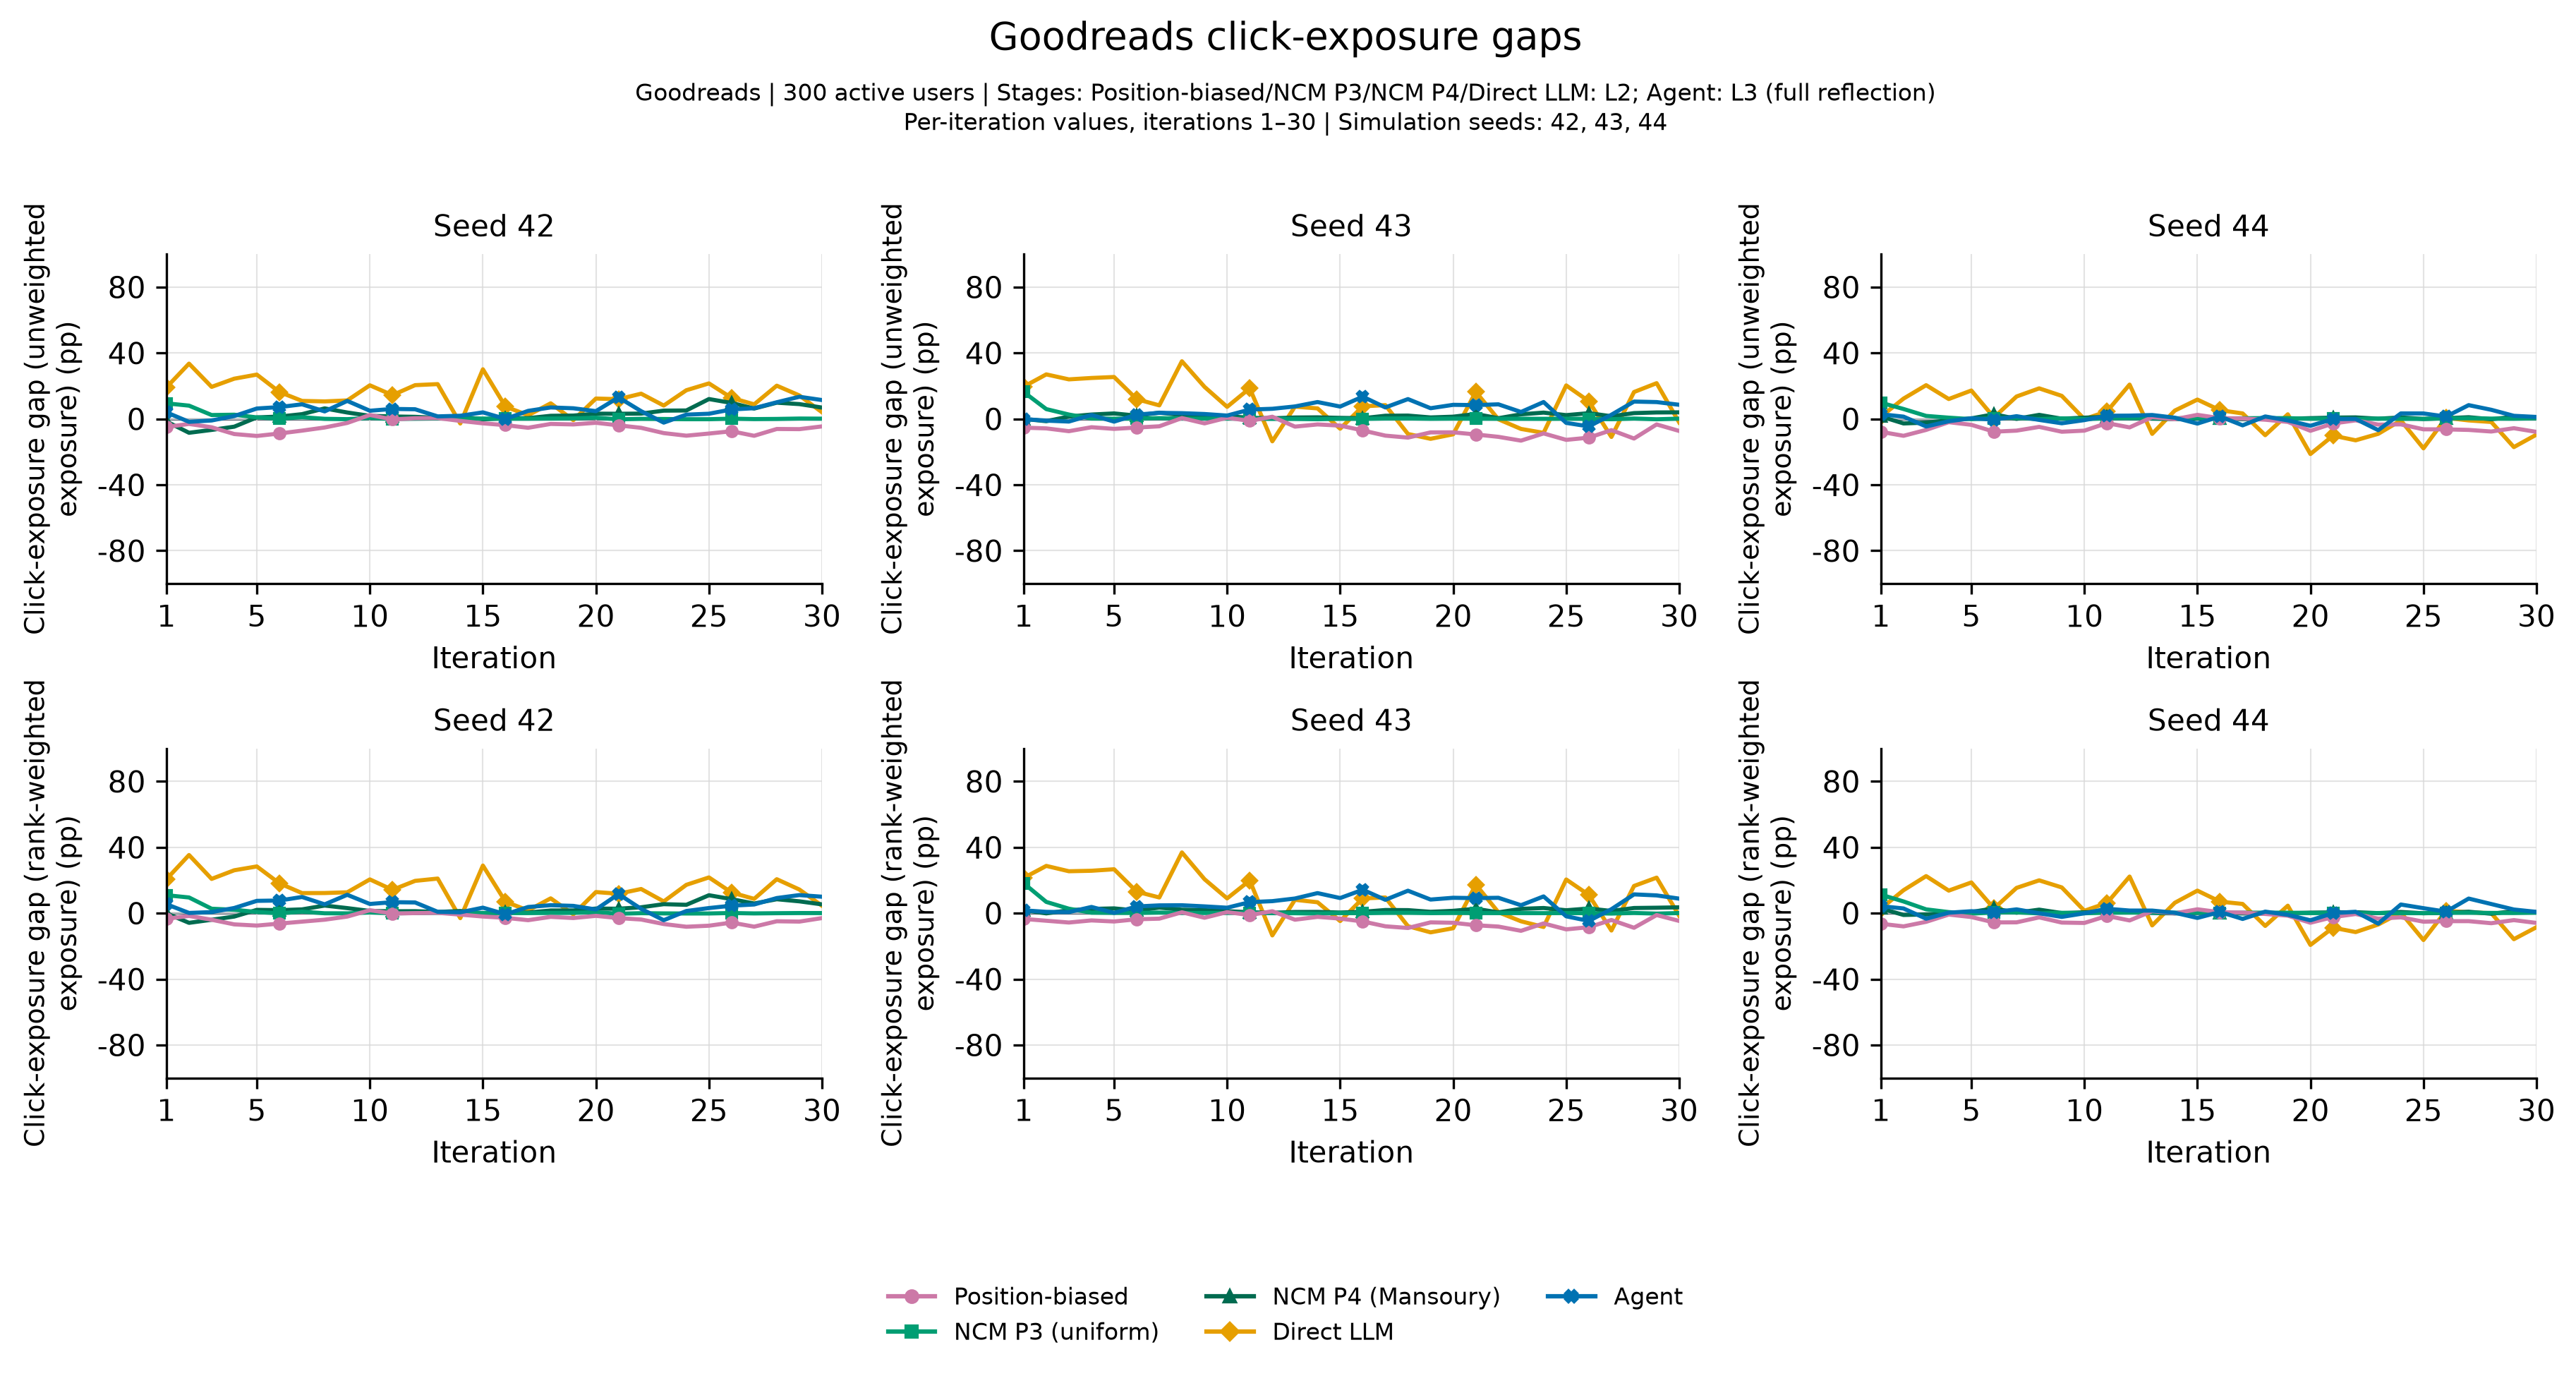 Goodreads click-exposure gaps
Goodreads | 300 active users | Stages: Position-biased/NCM P3/NCM P4/Direct LLM: L2; Agent: L3 (full reflection)
Per-iteration values, iterations 1–30 | Simulation seeds: 42, 43, 44
Seed 42
Click-exposure gap (unweighted
exposure) (pp)
80
40
0
-40
-80
1 5 10 15 20 25 30
Iteration
Seed 43
Click-exposure gap (unweighted
exposure) (pp)
80
40
0
-40
-80
1 5 10 15 20 25 30
Iteration
Seed 44
Click-exposure gap (unweighted
exposure) (pp)
80
40
0
-40
-80
1 5 10 15 20 25 30
Iteration
Seed 42
Click-exposure gap (rank-weighted
exposure) (pp)
80
40
0
-40
-80
1 5 10 15 20 25 30
Iteration
Seed 43
Click-exposure gap (rank-weighted
exposure) (pp)
80
40
0
-40
-80
1 5 10 15 20 25 30
Iteration
Seed 44
Click-exposure gap (rank-weighted
exposure) (pp)
80
40
0
-40
-80
1 5 10 15 20 25 30
Iteration
Position-biased
NCM P3 (uniform)
NCM P4 (Mansoury)
Direct LLM
Agent